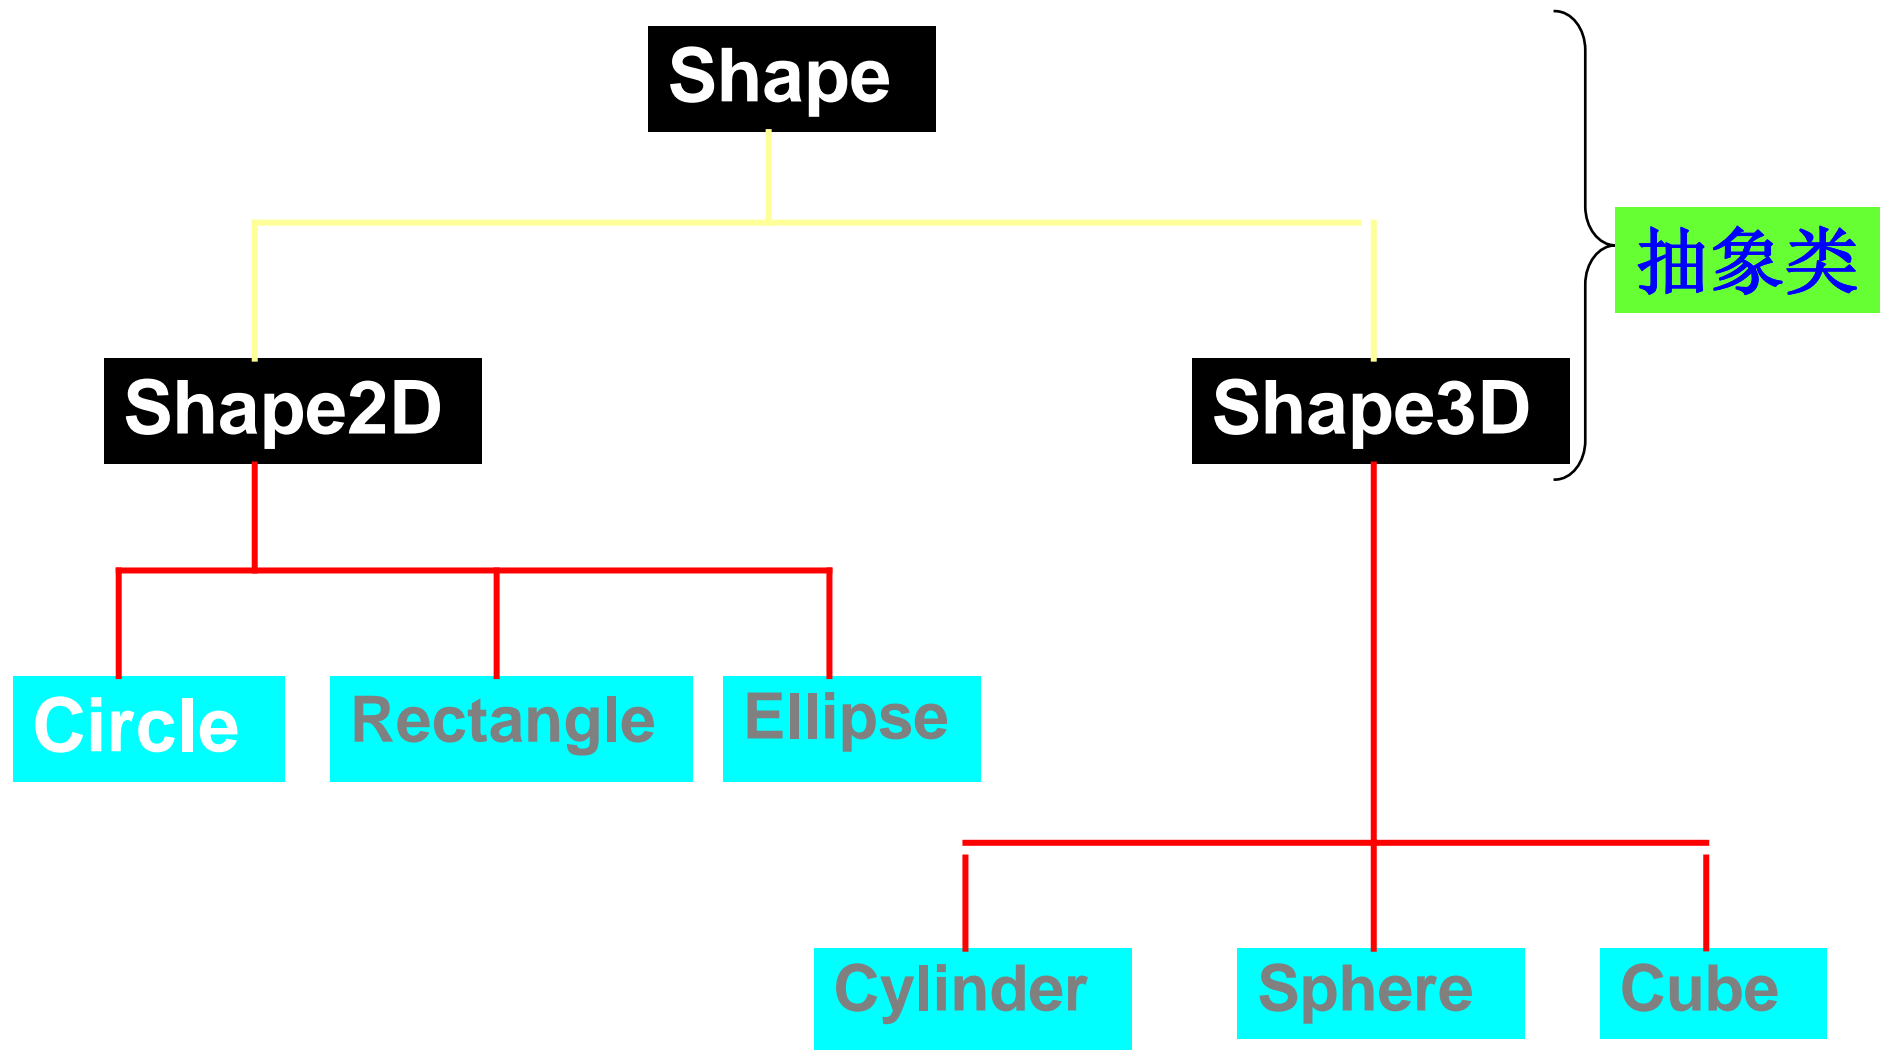 Shape
抽象类
Shape2D
Shape3D
Circle
Rectangle
Ellipse
Cylinder
Sphere
Cube